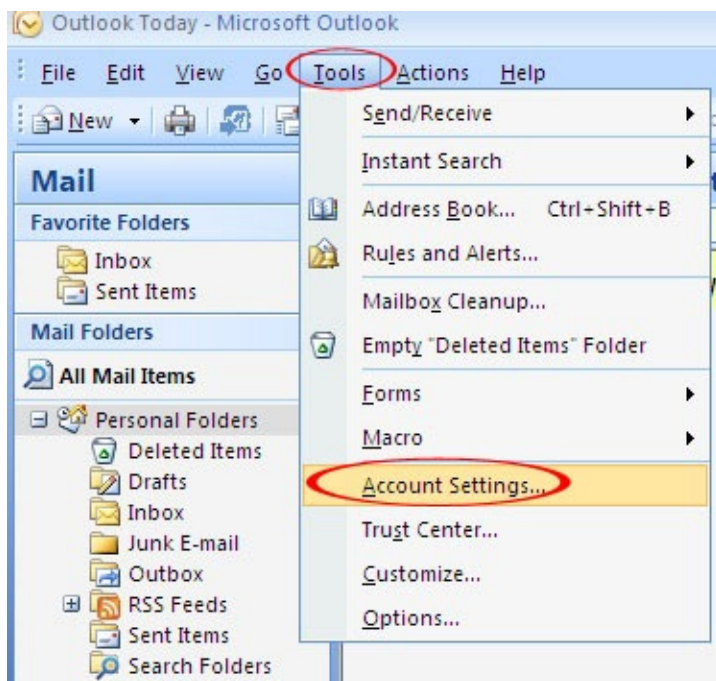 Outlook Today - Microsoft Outlook
File Edit View Go Tools Actions Help
New
Send/Receive
Instant Search
Address Book... Ctrl+Shift+B
Rules and Alerts...
Mailbox Cleanup...
Empty "Deleted Items" Folder
Forms
Macro
Account Settings...
Trust Center...
Customize...
Options...
Mail
Favorite Folders
Inbox
Sent Items
Mail Folders
All Mail Items
Personal Folders
Deleted Items
Drafts
Inbox
Junk E-mail
Outbox
RSS Feeds
Sent Items
Search Folders